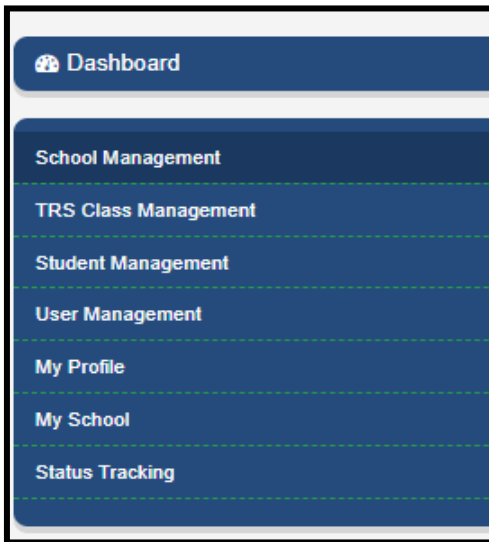 Dashboard
School Management
TRS Class Management
Student Management
User Management
My Profile
My School
Status Tracking